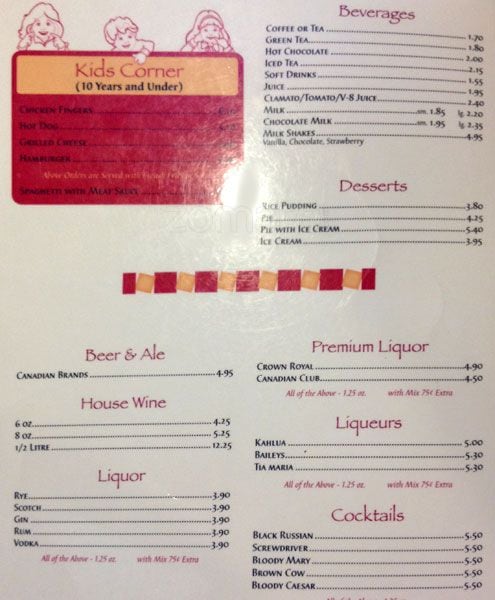 Kids Corner
(10 Years and Under)
Chicken Fingers
Hot Dog
Grilled Cheese
Hamburger
Above Orders are Served with French Fries
Spaghetti with Meat Sauce
Beverages
Coffee or Tea 1.70
Green Tea 1.80
Hot Chocolate 2.00
Iced Tea 2.15
Soft Drinks 1.55
Juice 1.95
Clamato/Tomato/V-8 Juice 2.40
Milk sm. 1.85 lg. 2.20
Chocolate Milk sm. 1.95 lg. 2.35
Milk Shakes 4.95
Vanilla, Chocolate, Strawberry
Desserts
Rice Pudding 3.80
Pie 4.25
Pie with Ice Cream 5.40
Ice Cream 3.95
Beer & Ale
Canadian Brands 4.95
House Wine
6 oz. 4.25
8 oz. 5.25
1/2 Litre 12.25
Liquor
Rye 3.90
Scotch 3.90
Gin 3.90
Rum 3.90
Vodka 3.90
All of the Above - 1.25 oz. with Mix 75¢ Extra
Premium Liquor
Crown Royal 4.90
Canadian Club 4.50
All of the Above - 1.25 oz. with Mix 75¢ Extra
Liqueurs
Kahlua 5.00
Baileys 5.30
Tia Maria 5.30
All of the Above - 1.25 oz. with Mix 75¢ Extra
Cocktails
Black Russian 5.50
Screwdriver 5.50
Bloody Mary 5.50
Brown Cow 5.50
Bloody Caesar 5.50
All of the Above - 1.25 oz.